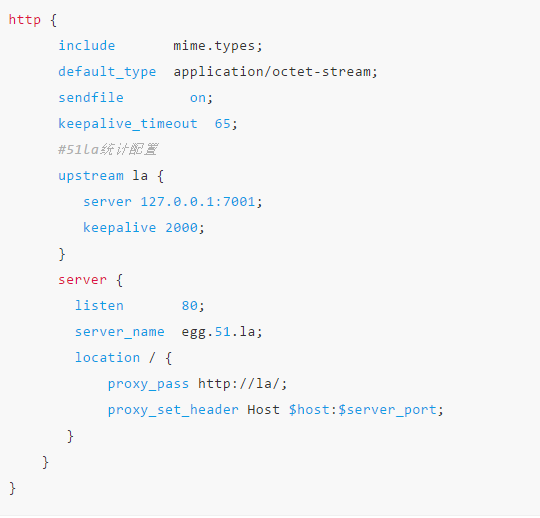 http {
include mime.types;
default_type application/octet-stream;
sendfile on;
keepalive_timeout 65;
#51la统计配置
upstream la {
server 127.0.0.1:7001;
keepalive 2000;
}
server {
listen 80;
server_name egg.51.la;
location / {
proxy_pass http://la/;
proxy_set_header Host $host:$server_port;
}
}
}